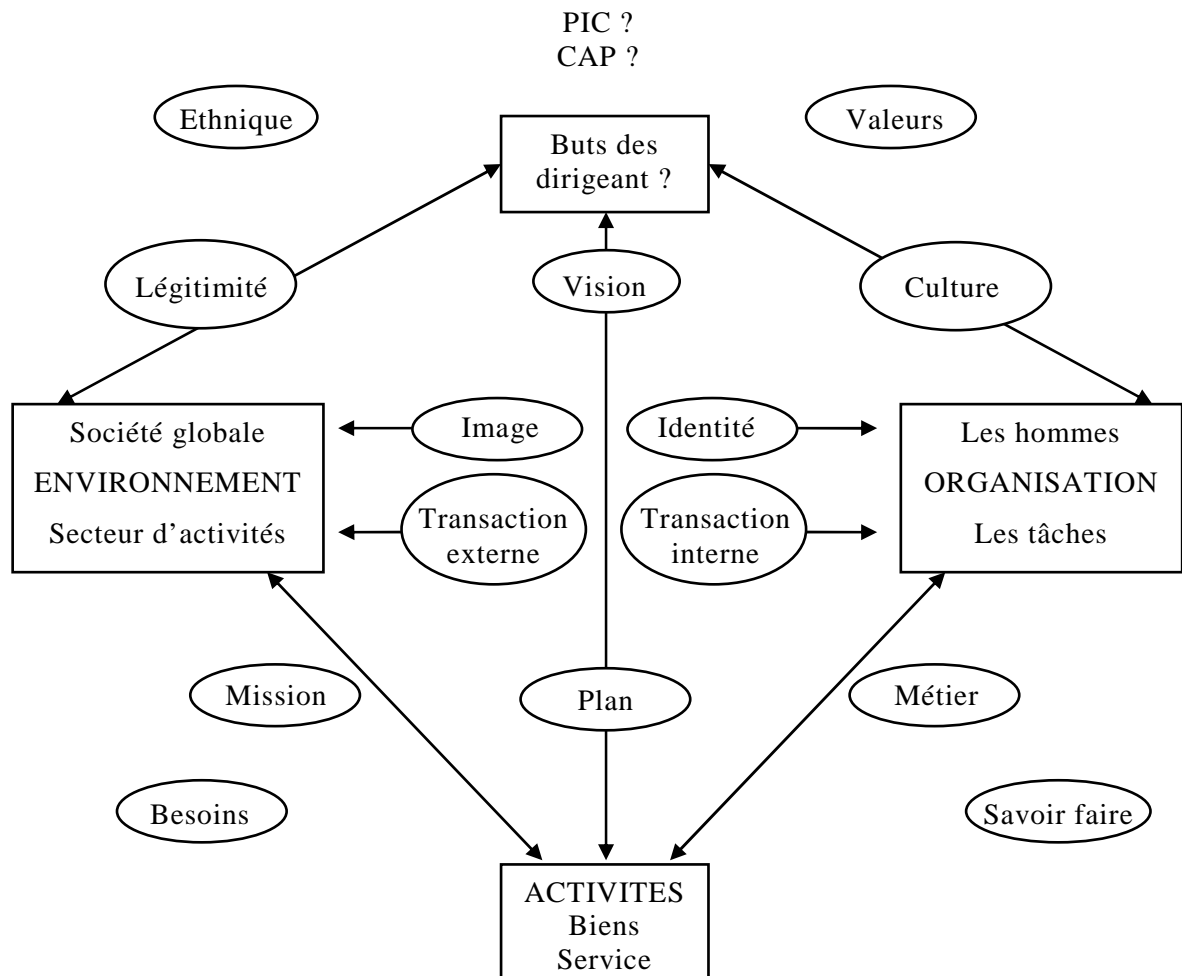 PIC ?
CAP ?
Ethnique
Valeurs
Buts des
dirigeant ?
Légitimité
Vision
Culture
Société globale
ENVIRONNEMENT
Secteur d’activités
Image
Transaction
externe
Identité
Transaction
interne
Les hommes
ORGANISATION
Les tâches
Mission
Plan
Métier
Besoins
Savoir faire
ACTIVITES
Biens
Service